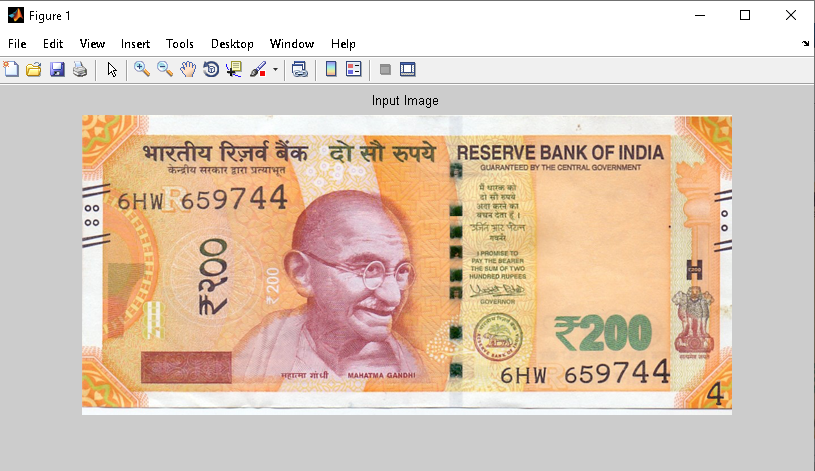 Figure 1
File Edit View Insert Tools Desktop Window Help
Input Image
भारतीय रिज़र्व बैंक दो सौ रुपये RESERVE BANK OF INDIA
केन्द्रीय सरकार द्वारा प्रत्याभूत GUARANTEED BY THE CENTRAL GOVERNMENT
6HW 659744
R
मैं धारक को
दो सौ रुपये
अदा करने का
वचन देता हूँ।
गवर्नर
I PROMISE TO
PAY THE BEARER
THE SUM OF TWO
HUNDRED RUPEES
GOVERNOR
₹२००
₹200
H
₹200
6HW 659744
महात्मा गांधी MAHATMA GANDHI
4